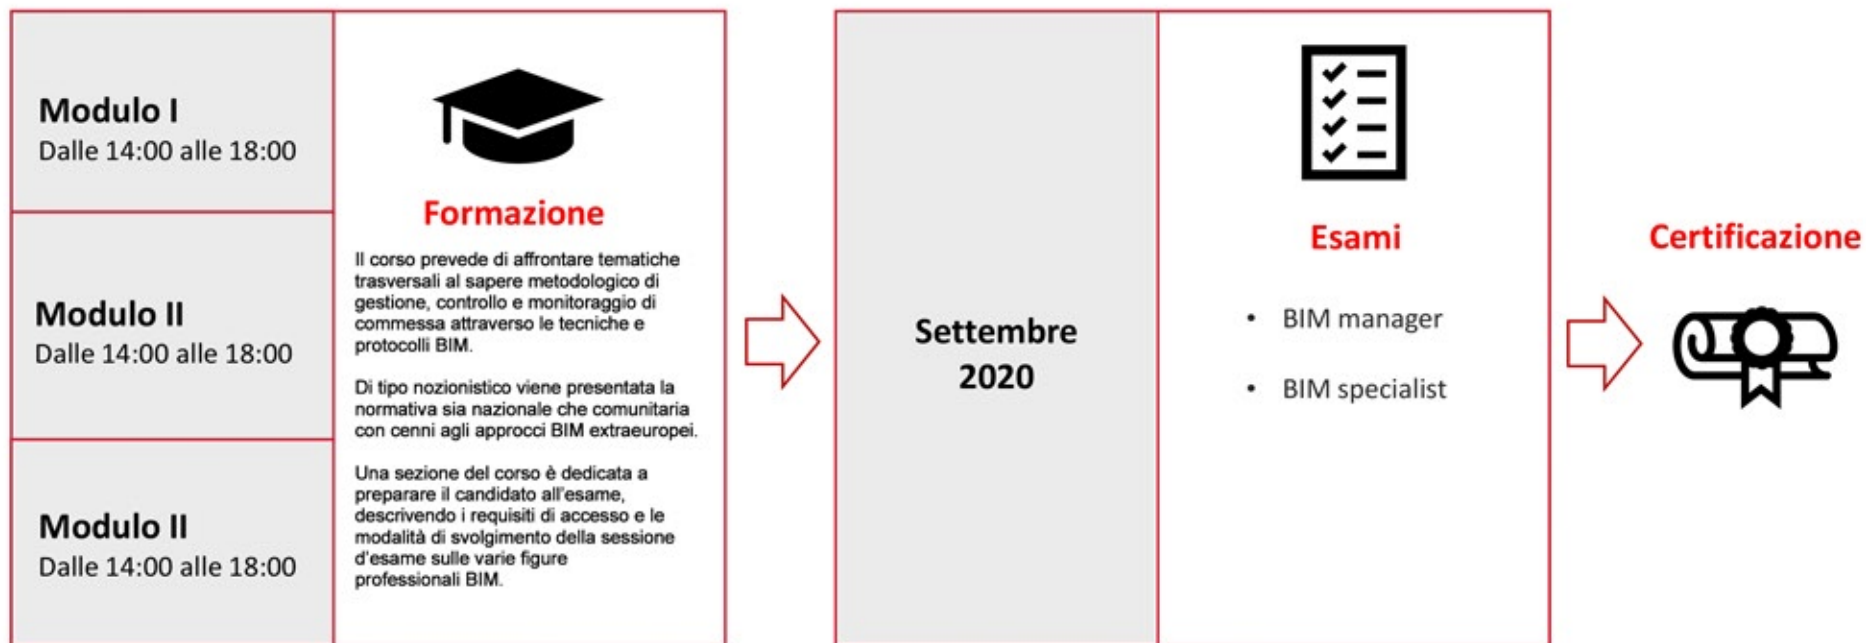 Modulo I
Dalle 14:00 alle 18:00
Modulo II
Dalle 14:00 alle 18:00
Modulo II
Dalle 14:00 alle 18:00
Formazione
Il corso prevede di affrontare tematiche
trasversali al sapere metodologico di
gestione, controllo e monitoraggio di
commessa attraverso le tecniche e
protocolli BIM.
Di tipo nozionistico viene presentata la
normativa sia nazionale che comunitaria
con cenni agli approcci BIM extraeuropei.
Una sezione del corso è dedicata a
preparare il candidato all'esame,
descrivendo i requisiti di accesso e le
modalità di svolgimento della sessione
d'esame sulle varie figure
professionali BIM.
Settembre
2020
Esami
• BIM manager
• BIM specialist
Certificazione